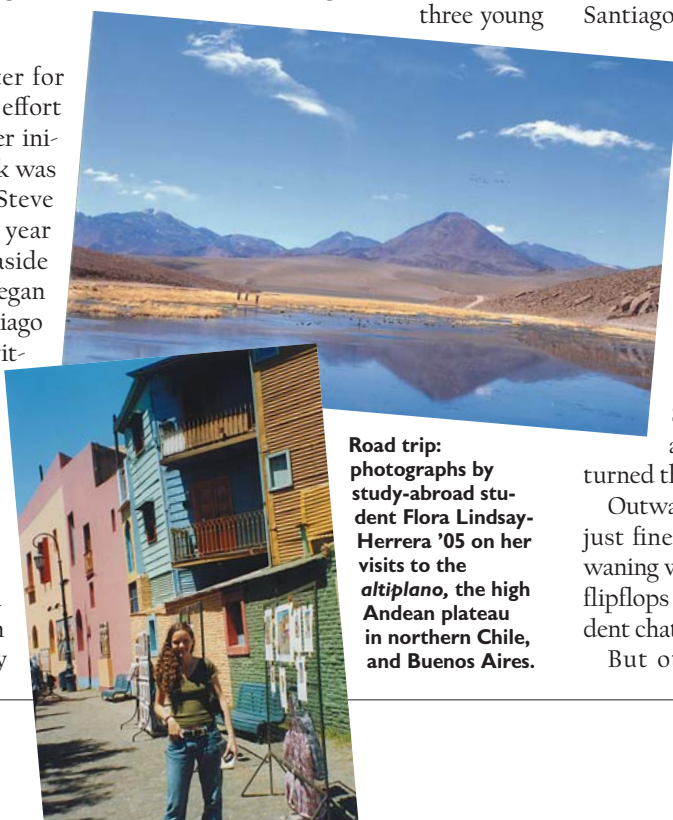 three young
ter for
effort
er ini-
k was
Steve
year
aside
egan
iago
it-
n
y
Road trip:
photographs by
study-abroad stu-
dent Flora Lindsay-
Herrera ’05 on her
visits to the
altiplano, the high
Andean plateau
in northern Chile,
and Buenos Aires.
Santiago
turned th
Outwa
just fine
waning w
flipflops
dent chat
But o